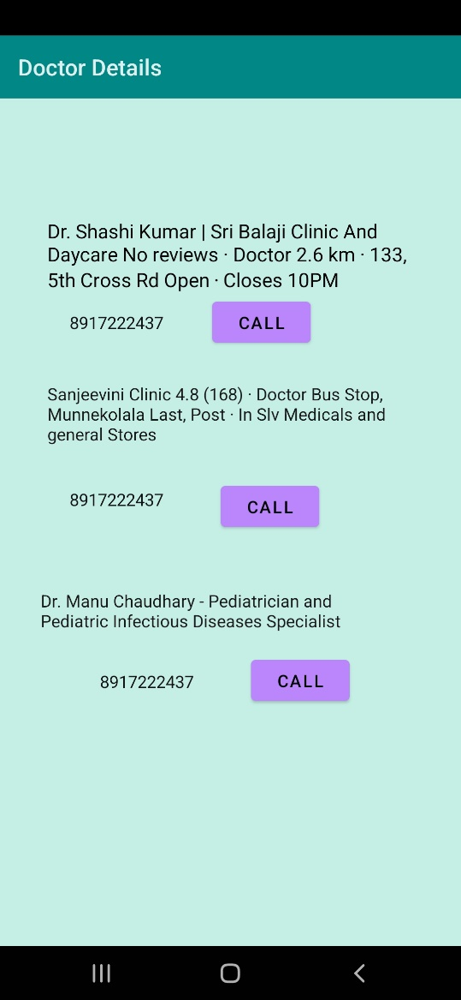 Doctor Details
Dr. Shashi Kumar | Sri Balaji Clinic And
Daycare No reviews · Doctor 2.6 km · 133,
5th Cross Rd Open · Closes 10PM
8917222437 CALL
Sanjeevini Clinic 4.8 (168) · Doctor Bus Stop,
Munnekolala Last, Post · In Slv Medicals and
general Stores
8917222437 CALL
Dr. Manu Chaudhary - Pediatrician and
Pediatric Infectious Diseases Specialist
8917222437 CALL